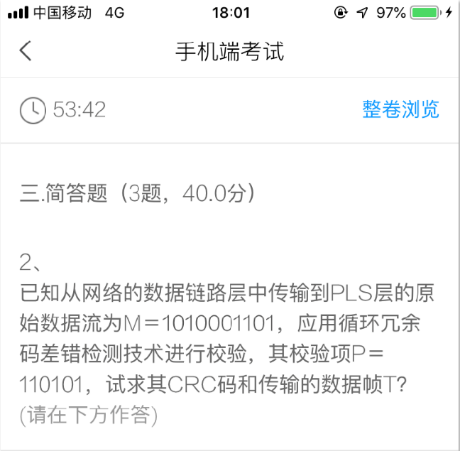 中国移动 4G 18:01 97%
手机端考试
53:42 整卷浏览
三.简答题（3题，40.0分）
2、
已知从网络的数据链路层中传输到PLS层的原
始数据流为M＝1010001101，应用循环冗余
码差错检测技术进行校验，其校验项P＝
110101，试求其CRC码和传输的数据帧T？
(请在下方作答)